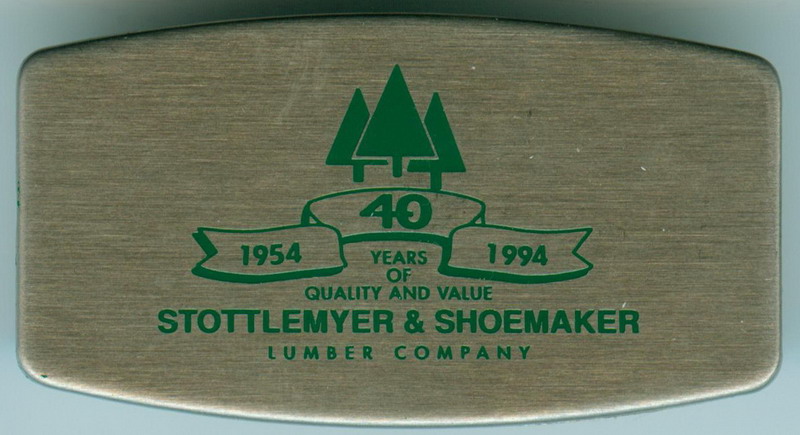 40
1954 1994
YEARS
OF
QUALITY AND VALUE
STOTTLEMYER & SHOEMAKER
LUMBER COMPANY